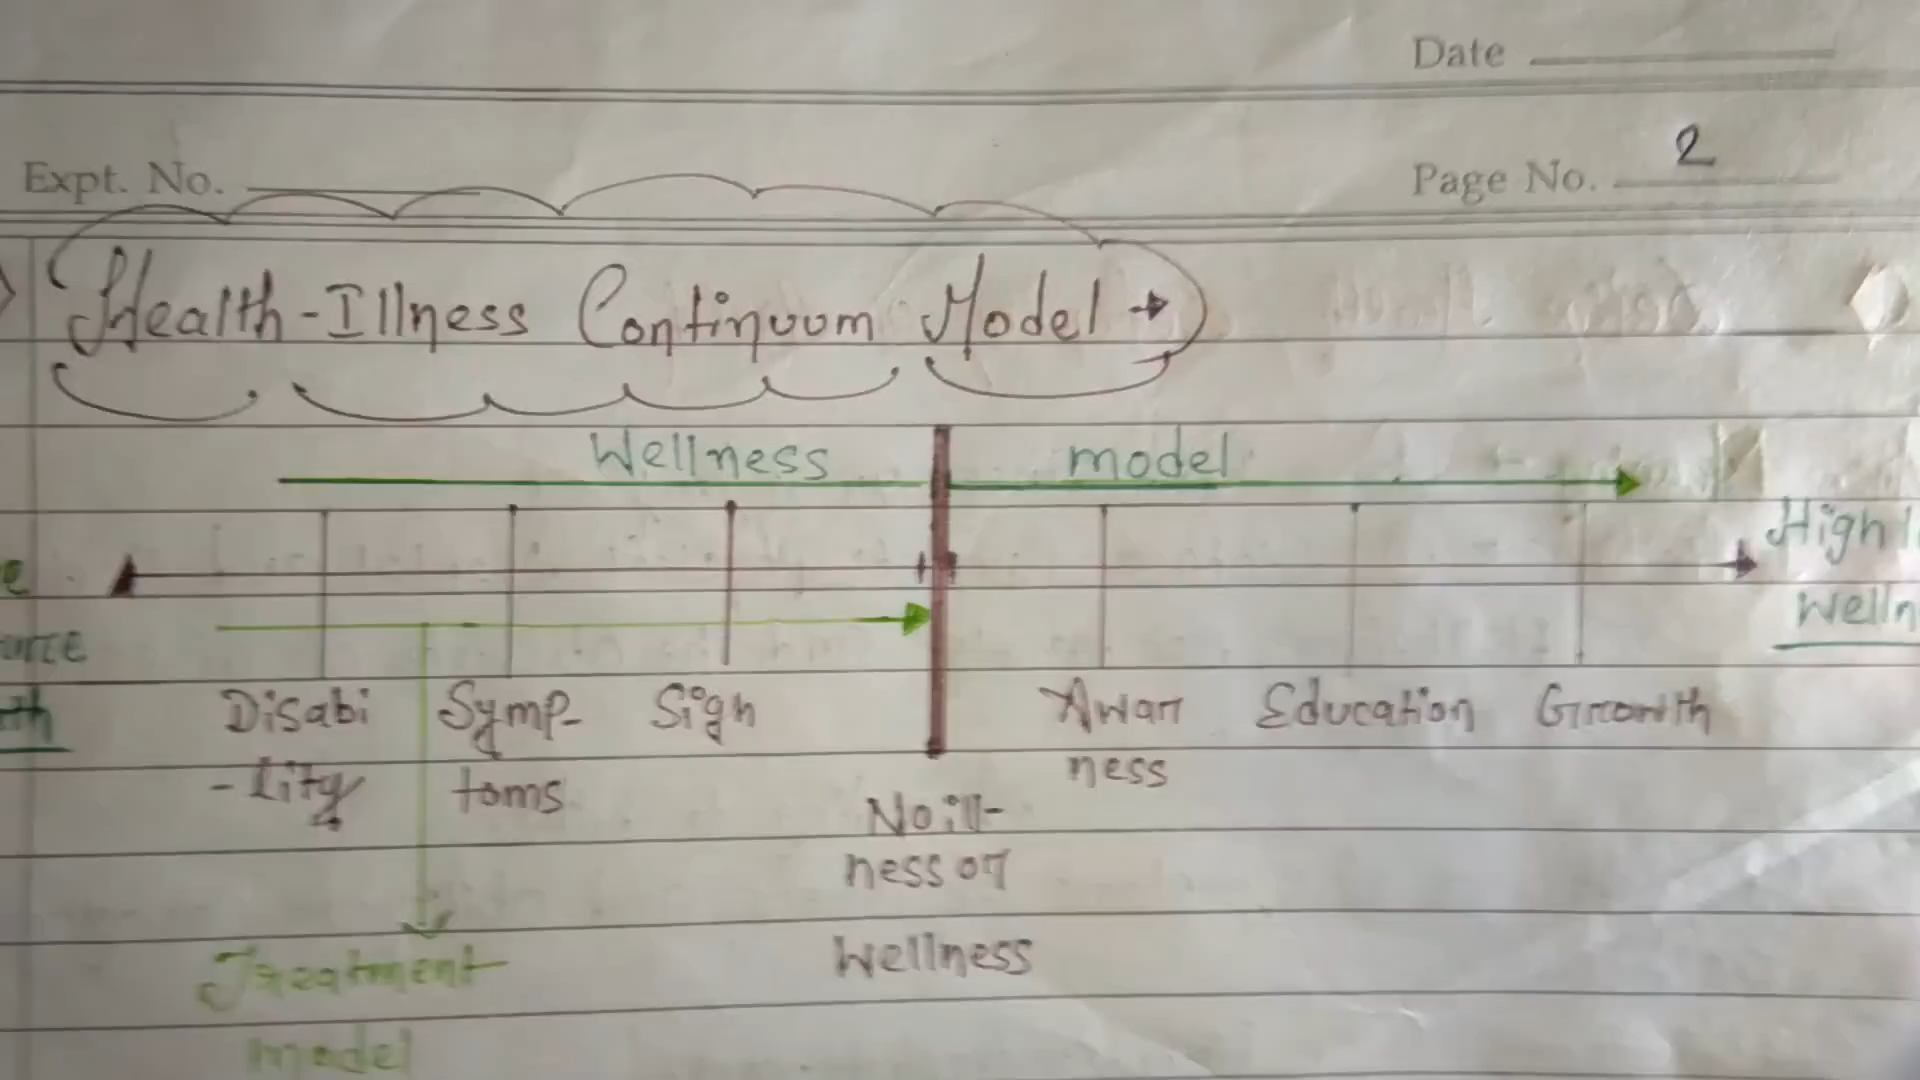 Date
Expt. No.
Page No. 2
Health-Illness Continuum Model →
Wellness model
High
Welln
Disabi Symp- Sigh Awar Education Growth
-lity toms ness
No ill-
ness or
Wellness
Treatment
model